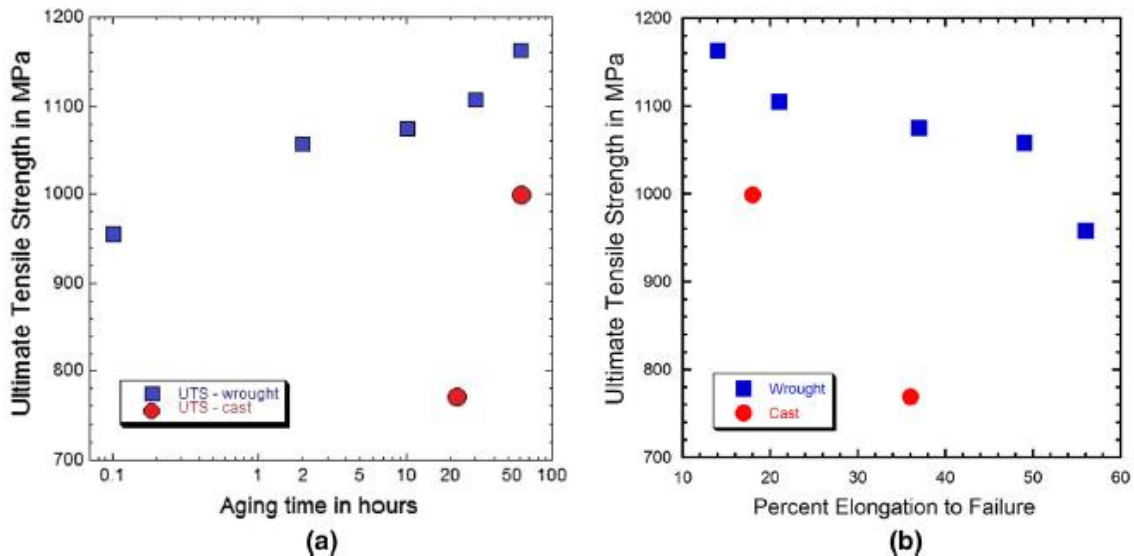 Ultimate Tensile Strength in MPa
1200
1100
1000
900
800
700
UTS - wrought
UTS - cast
0.1
1
2
5
10
20
50
100
Aging time in hours
(a)
Ultimate Tensile Strength in MPa
1200
1100
1000
900
800
700
Wrought
Cast
10
20
30
40
50
60
Percent Elongation to Failure
(b)